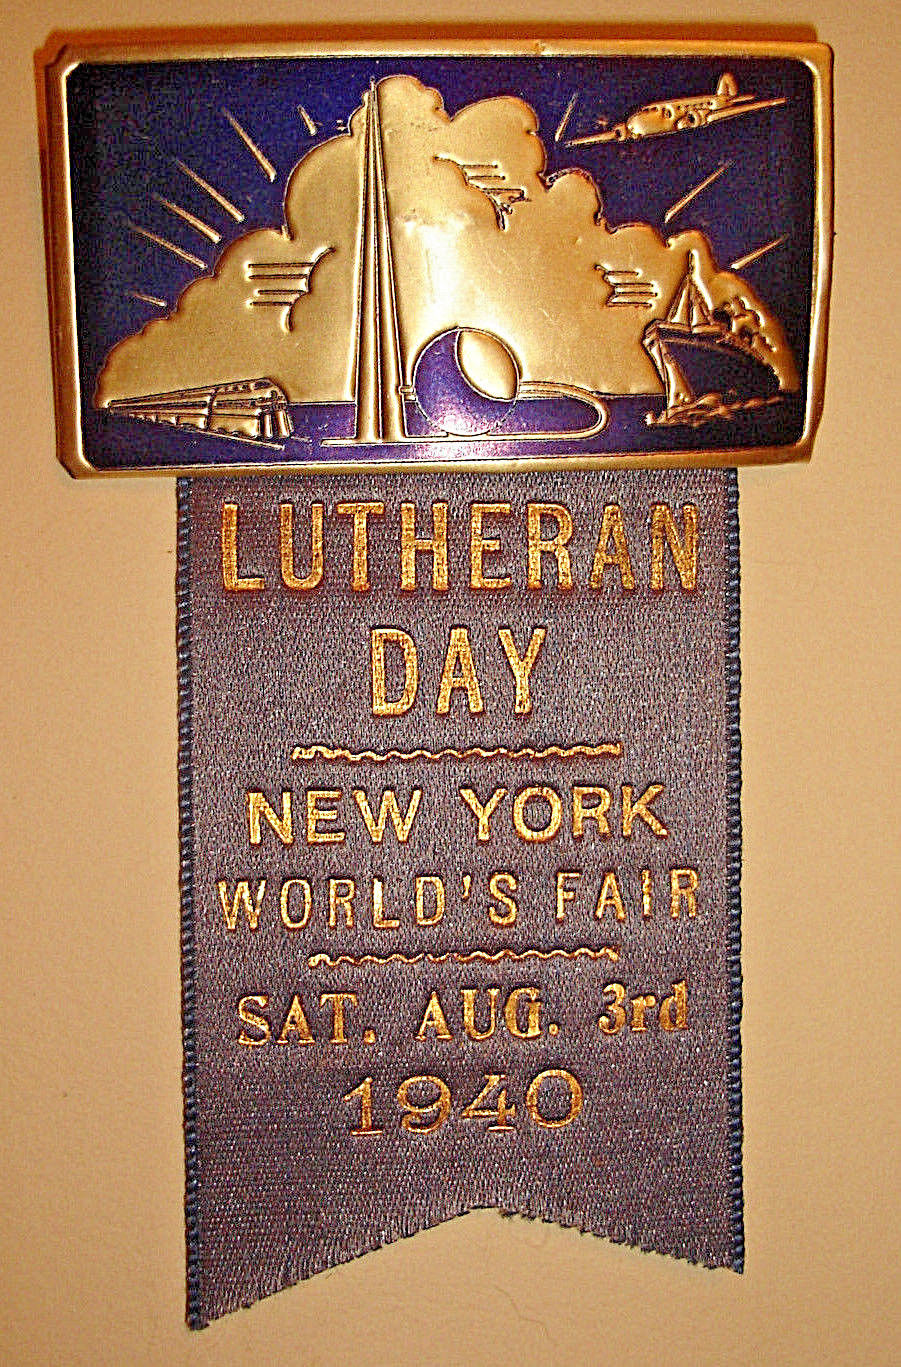 LUTHERAN
DAY
NEW YORK
WORLD'S FAIR
SAT. AUG. 3rd
1940